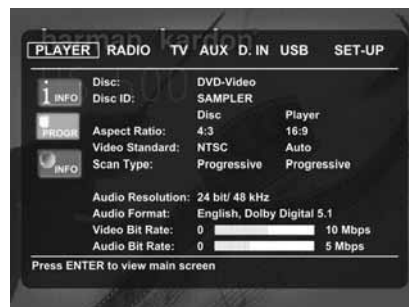 harman kardon
PLAYER RADIO TV AUX D. IN USB SET-UP
i INFO
Disc: DVD-Video
Disc ID: SAMPLER
Disc Player
PROGR
Aspect Ratio: 4:3 16:9
Video Standard: NTSC Auto
INFO
Scan Type: Progressive Progressive
Audio Resolution: 24 bit/ 48 kHz
Audio Format: English, Dolby Digital 5.1
Video Bit Rate: 0 10 Mbps
Audio Bit Rate: 0 5 Mbps
Press ENTER to view main screen